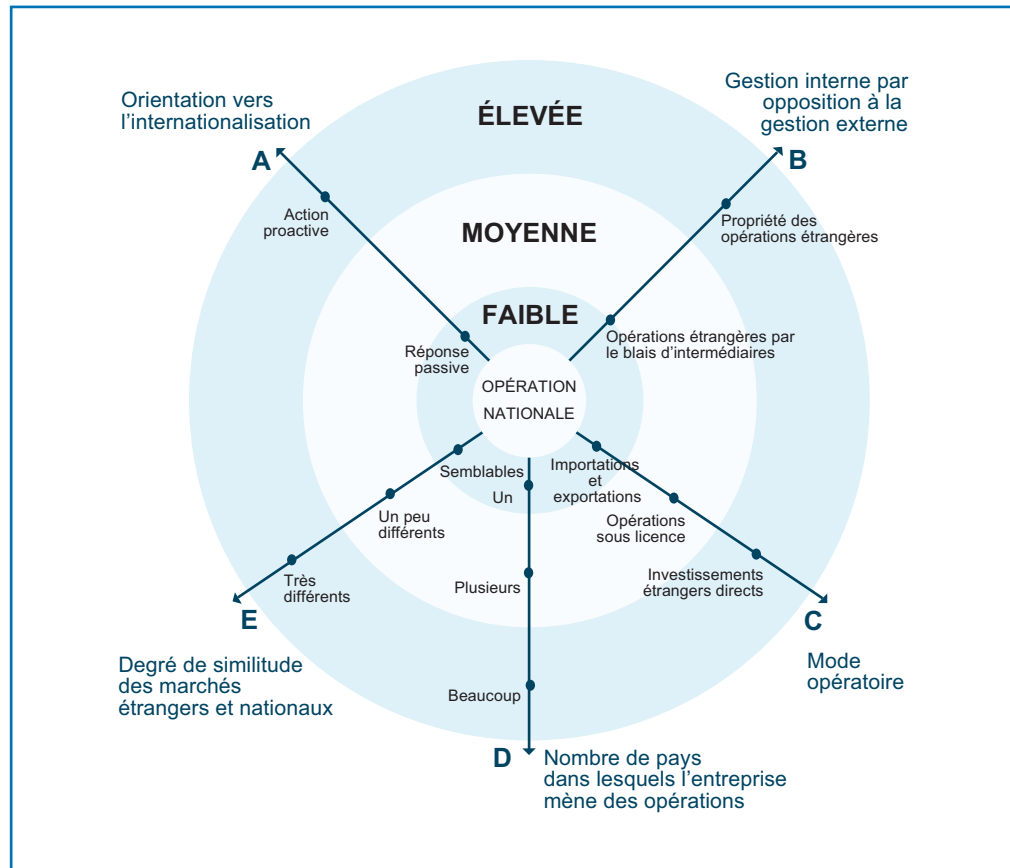 Orientation vers
l’internationalisation
A
Action
proactive
Réponse
passive
ÉLEVÉE
MOYENNE
FAIBLE
OPÉRATION
NATIONALE
Gestion interne par
opposition à la
gestion externe
B
Propriété des
opérations étrangères
Opérations étrangères par
le blais d’intermédiaires
Importations
et
exportations
Opérations
sous licence
Investissements
étrangers directs
C
Mode
opératoire
Un
Plusieurs
Beaucoup
D
Nombre de pays
dans lesquels l’entreprise
mène des opérations
Semblables
Un peu
différents
Très
différents
E
Degré de similitude
des marchés
étrangers et nationaux